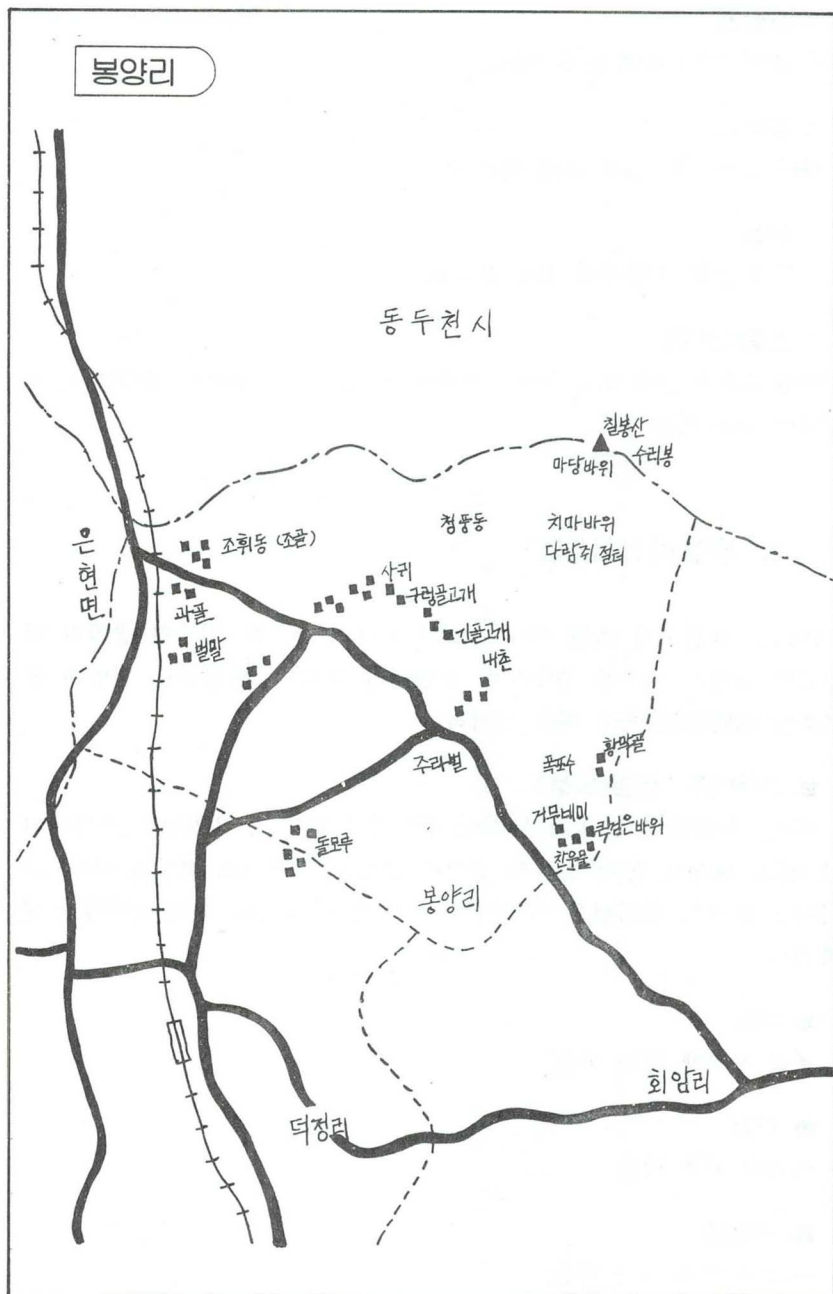 봉양리
동두천시
칠봉산
수리봉
마당바위
청풍동
치마바위
다람쥐 절터
은현면
조휘동 (조골)
사귀
구렁골고개
긴골고개
내촌
과골
벌말
주라벌
황막골
폭포수
거문베미
칵검은바위
찬우물
돌모루
봉양리
회암리
덕정리